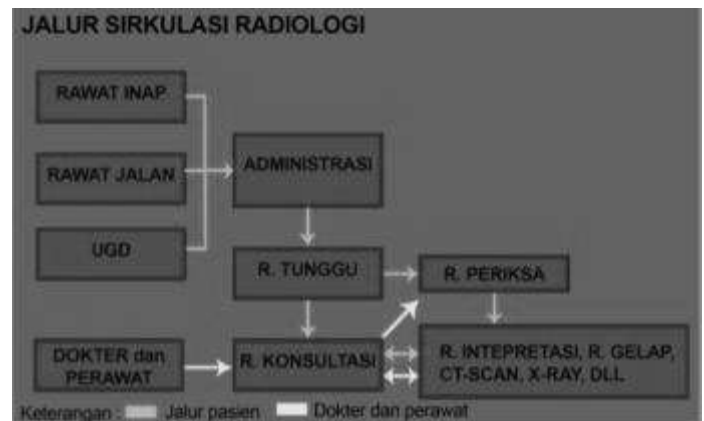 JALUR SIRKULASI RADIOLOGI
RAWAT INAP
RAWAT JALAN
UGD
ADMINISTRASI
R. TUNGGU
R. PERIKSA
DOKTER dan
PERAWAT
R. KONSULTASI
R. INTEPRETASI, R. GELAP,
CT-SCAN, X-RAY, DLL
Keterangan : Jalur pasien Dokter dan perawat